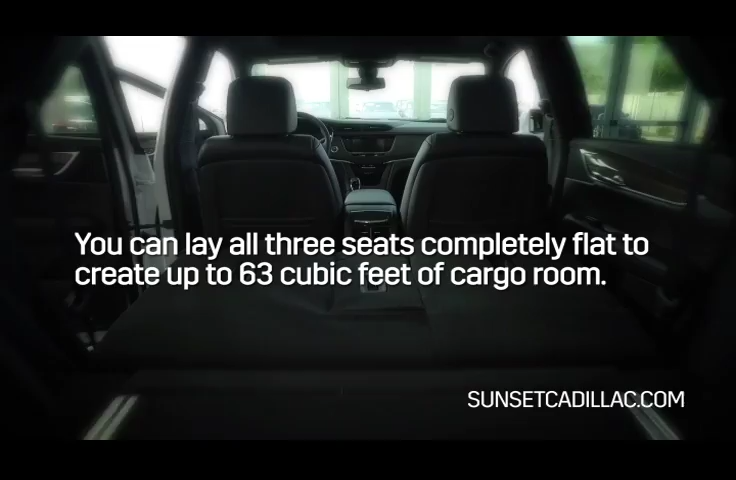 You can lay all three seats completely flat to
create up to 63 cubic feet of cargo room.
SUNSETCADILLAC.COM